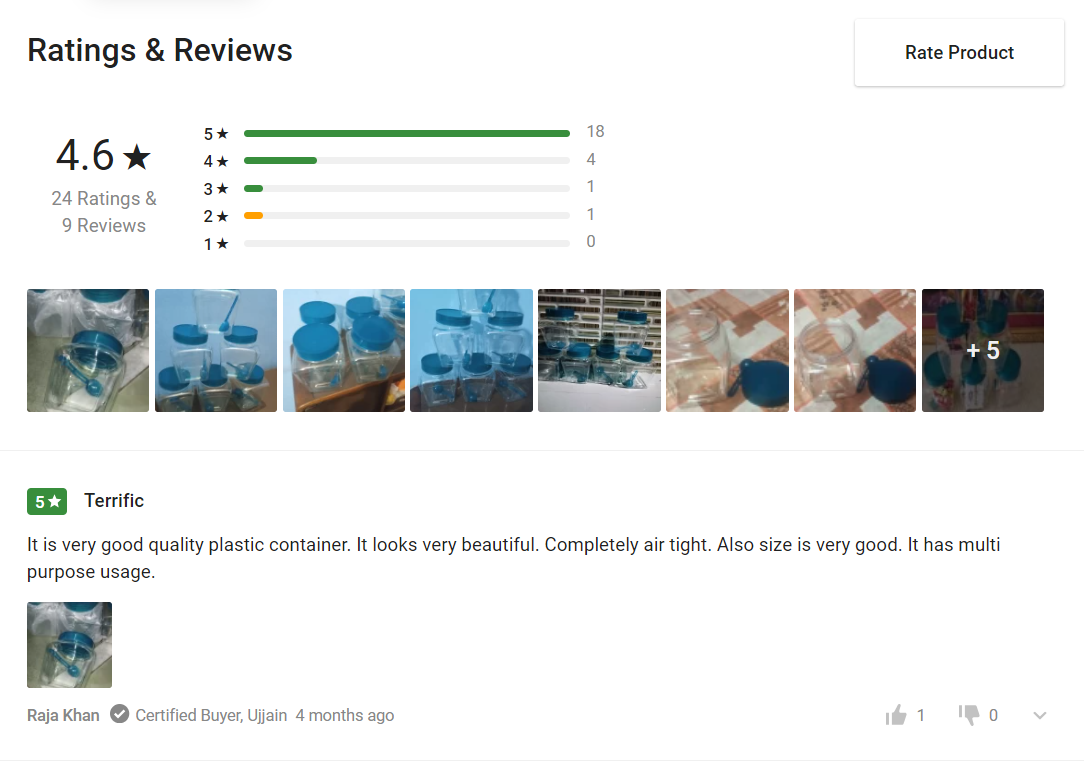 Ratings & Reviews
Rate Product
4.6 ★
24 Ratings &
9 Reviews
5 ★ 18
4 ★ 4
3 ★ 1
2 ★ 1
1 ★ 0
+ 5
5 ★ Terrific
It is very good quality plastic container. It looks very beautiful. Completely air tight. Also size is very good. It has multi
purpose usage.
Raja Khan Certified Buyer, Ujjain 4 months ago 1 0